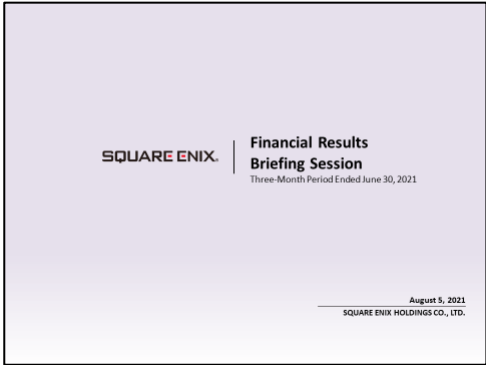 SQUARE ENIX.
Financial Results
Briefing Session
Three-Month Period Ended June 30, 2021
August 5, 2021
SQUARE ENIX HOLDINGS CO., LTD.